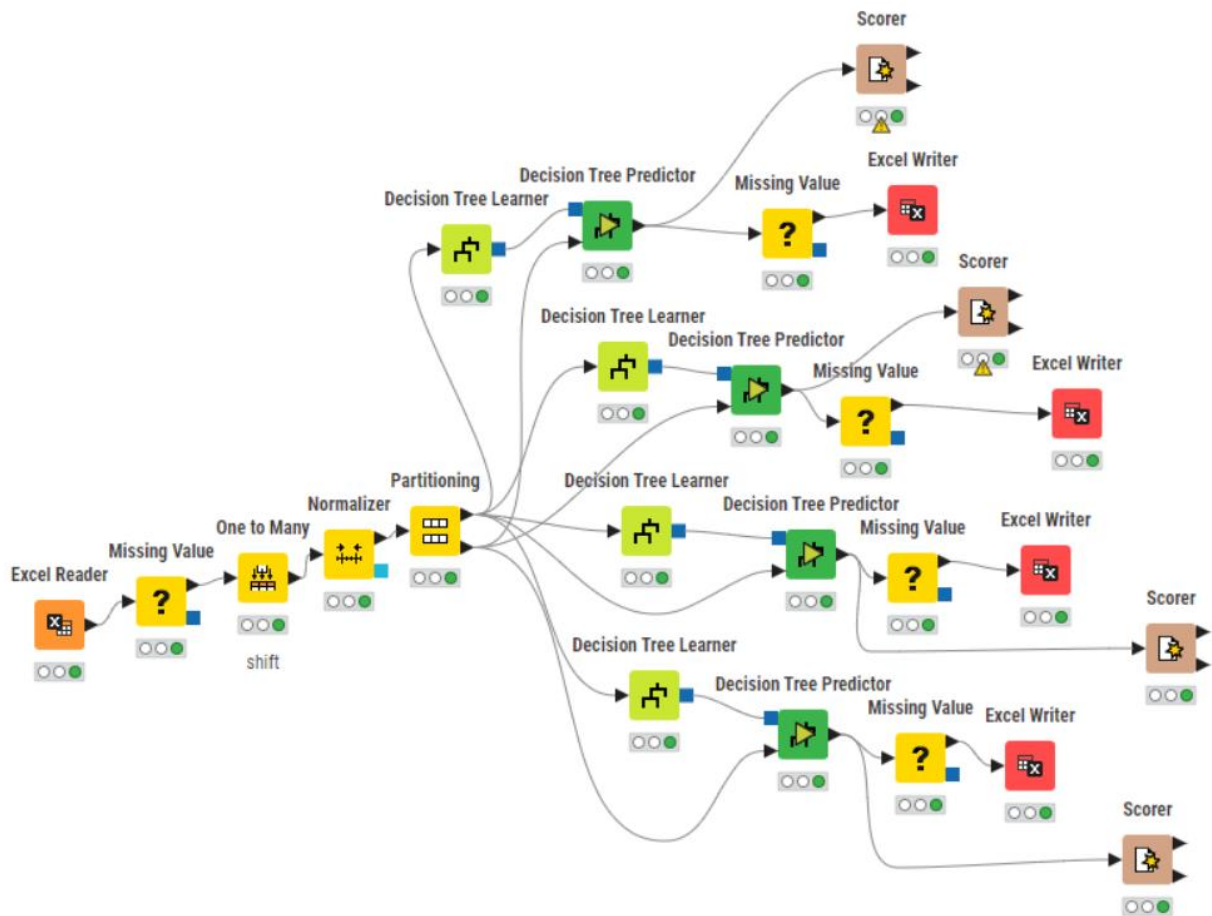 Scorer
Excel Writer
Decision Tree Predictor
Missing Value
Decision Tree Learner
Scorer
Decision Tree Learner
Decision Tree Predictor
Excel Writer
Missing Value
Partitioning
Decision Tree Learner
Normalizer
Decision Tree Predictor
Excel Writer
One to Many
Missing Value
Missing Value
Excel Reader
Scorer
shift
Decision Tree Learner
Decision Tree Predictor
Missing Value
Excel Writer
Scorer